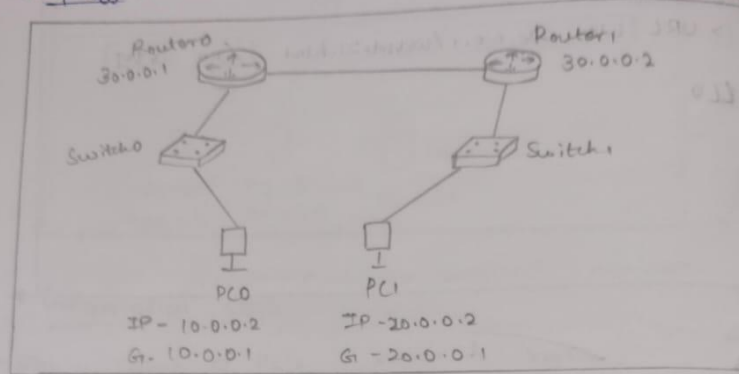 Router0
30.0.0.1
Router1
30.0.0.2
Switch0
Switch1
PC0
PC1
IP - 10.0.0.2
IP - 20.0.0.2
G - 10.0.0.1
G - 20.0.0.1